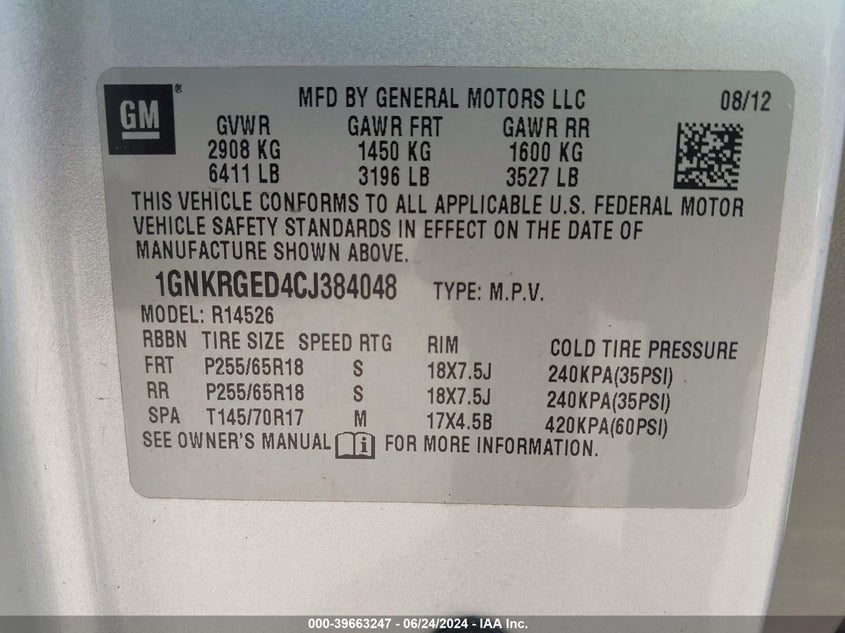 GM® MFD BY GENERAL MOTORS LLC 08/12
GVWR GAWR FRT GAWR RR
2908 KG 1450 KG 1600 KG
6411 LB 3196 LB 3527 LB
THIS VEHICLE CONFORMS TO ALL APPLICABLE U.S. FEDERAL MOTOR
VEHICLE SAFETY STANDARDS IN EFFECT ON THE DATE OF
MANUFACTURE SHOWN ABOVE.
1GNKRGED4CJ384048 TYPE: M.P.V.
MODEL: R14526
RBBN TIRE SIZE SPEED RTG RIM COLD TIRE PRESSURE
FRT P255/65R18 S 18X7.5J 240KPA(35PSI)
RR P255/65R18 S 18X7.5J 240KPA(35PSI)
SPA T145/70R17 M 17X4.5B 420KPA(60PSI)
SEE OWNER'S MANUAL i FOR MORE INFORMATION.
000-39663247 - 06/24/2024 - IAA Inc.